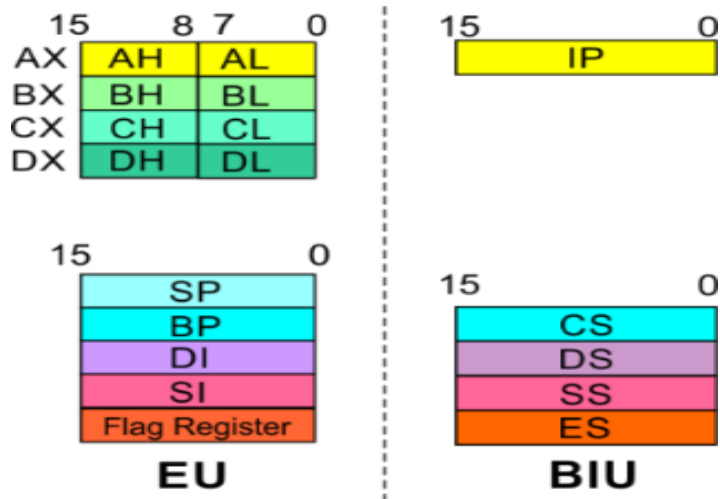 15 8 7 0
AX AH AL
BX BH BL
CX CH CL
DX DH DL
15 0
SP
BP
DI
SI
Flag Register
EU
15 0
IP
15 0
CS
DS
SS
ES
BIU